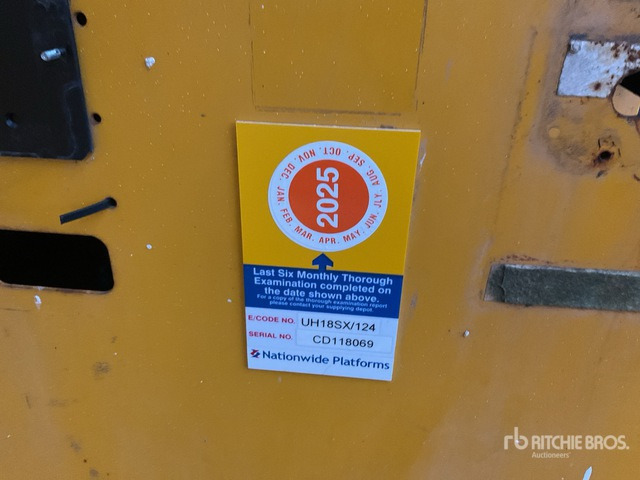 2025
JAN. FEB. MAR. APR. MAY. JUN. JLY. AUG. SEP. OCT. NOV. DEC.
Last Six Monthly Thorough
Examination completed on
the date shown above.
For a copy of the thorough examination report
please contact your supplying depot.
E/CODE NO. UH18SX/124
SERIAL NO. CD118069
Nationwide Platforms
rb RITCHIE BROS.
Auctioneers